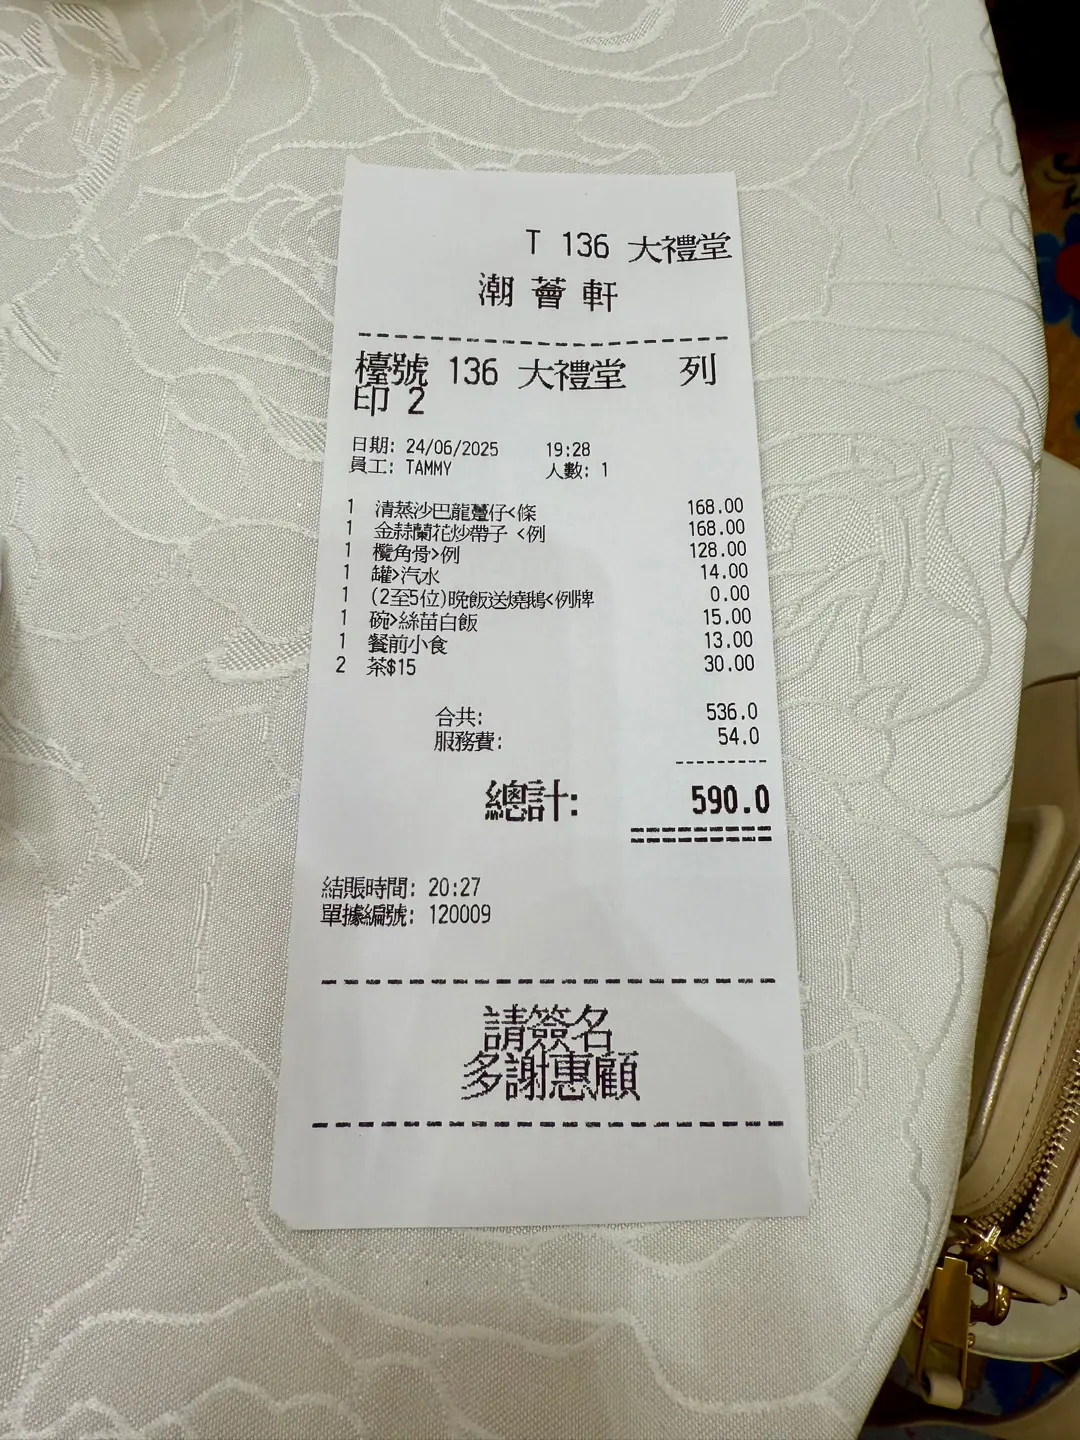 T 136 大禮堂
潮薈軒
檯號 136 大禮堂 列
印 2
日期: 24/06/2025 19:28
員工: TAMMY 人數: 1
1 清蒸沙巴龍躉仔<條 168.00
1 金蒜蘭花炒帶子 <例 168.00
1 欖角骨>例 128.00
1 罐>汽水 14.00
1 (2至5位)晚飯送燒鵝<例牌 0.00
1 碗>絲苗白飯 15.00
1 餐前小食 13.00
2 茶$15 30.00
合共: 536.0
服務費: 54.0
總計: 590.0
結賬時間: 20:27
單據編號: 120009
請簽名
多謝惠顧